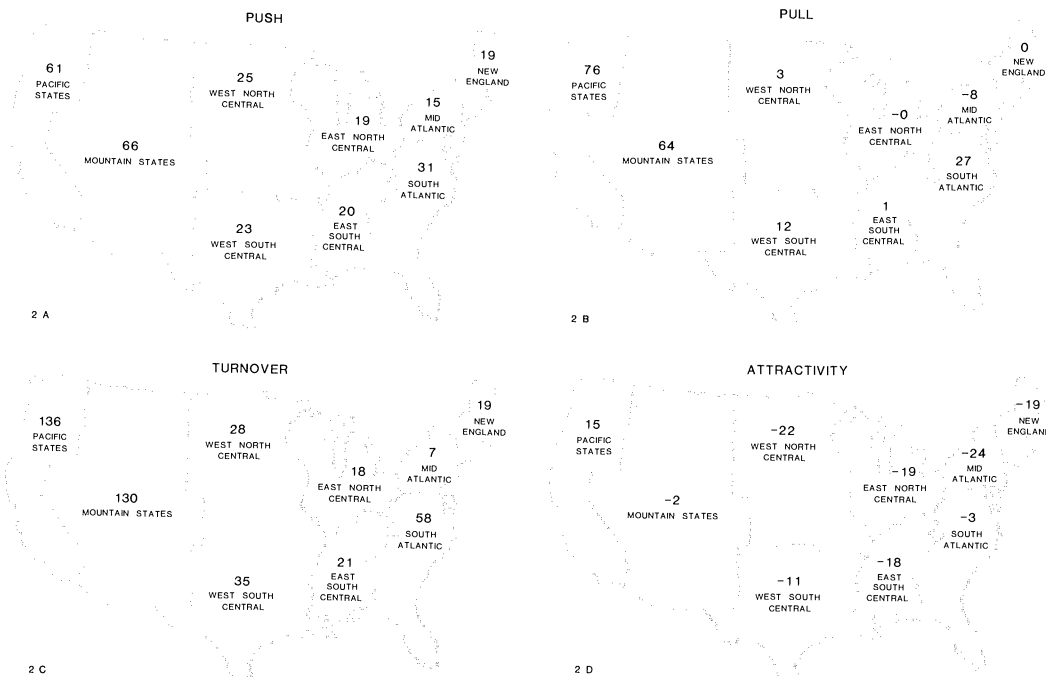 PUSH
61
PACIFIC
STATES
25
WEST NORTH
CENTRAL
19
NEW
ENGLAND
15
MID
ATLANTIC
19
EAST NORTH
CENTRAL
66
MOUNTAIN STATES
31
SOUTH
ATLANTIC
20
EAST
SOUTH
CENTRAL
23
WEST SOUTH
CENTRAL
2 A
PULL
76
PACIFIC
STATES
3
WEST NORTH
CENTRAL
0
NEW
ENGLAND
-8
MID
ATLANTIC
-0
EAST NORTH
CENTRAL
64
MOUNTAIN STATES
27
SOUTH
ATLANTIC
1
EAST
SOUTH
CENTRAL
12
WEST SOUTH
CENTRAL
2 B
TURNOVER
136
PACIFIC
STATES
28
WEST NORTH
CENTRAL
19
NEW
ENGLAND
7
MID
ATLANTIC
18
EAST NORTH
CENTRAL
130
MOUNTAIN STATES
58
SOUTH
ATLANTIC
21
EAST
SOUTH
CENTRAL
35
WEST SOUTH
CENTRAL
2 C
ATTRACTIVITY
15
PACIFIC
STATES
-22
WEST NORTH
CENTRAL
-19
NEW
ENGLAND
-24
MID
ATLANTIC
-19
EAST NORTH
CENTRAL
-2
MOUNTAIN STATES
-3
SOUTH
ATLANTIC
-18
EAST
SOUTH
CENTRAL
-11
WEST SOUTH
CENTRAL
2 D